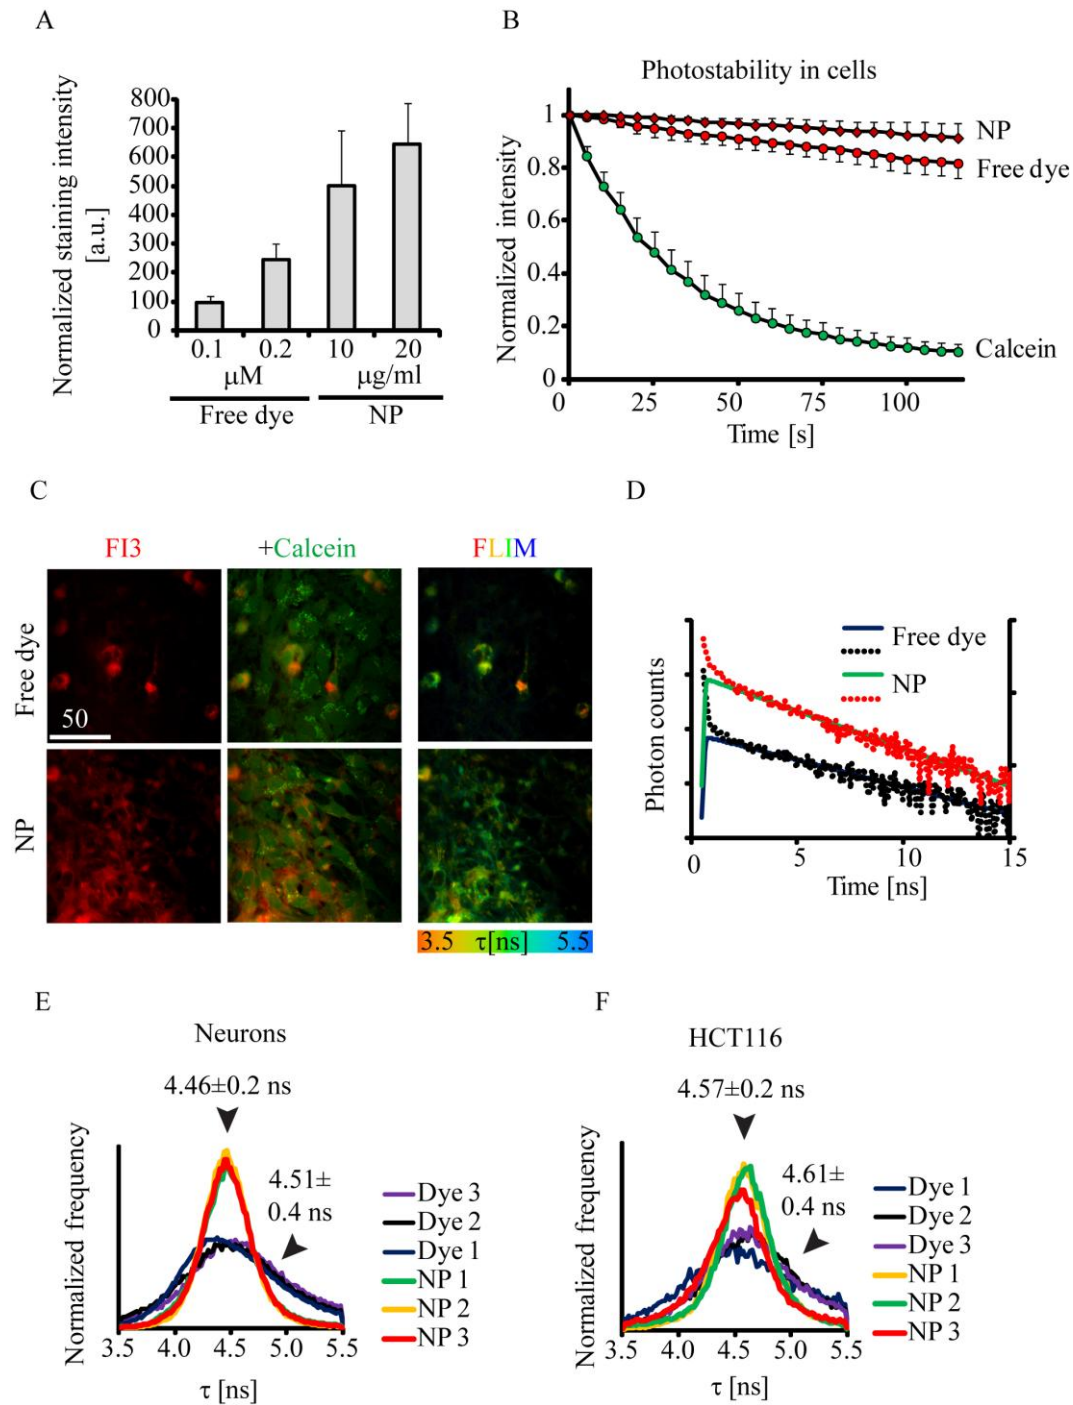 A
Normalized staining intensity
[a.u.]
800
700
600
500
400
300
200
100
0
0.1 0.2 10 20
μM μg/ml
Free dye NP
B
Photostability in cells
Normalized intensity
1
0.8
0.6
0.4
0.2
0
0 25 50 75 100
Time [s]
NP
Free dye
Calcein
C
FI3 +Calcein FLIM
Free dye
50
NP
3.5 τ[ns] 5.5
D
Photon counts
Free dye
NP
0 5 10 15
Time [ns]
E
Neurons
4.46±0.2 ns
4.51±
0.4 ns
Normalized frequency
3.5 4.0 4.5 5.0 5.5
τ [ns]
Dye 3
Dye 2
Dye 1
NP 1
NP 2
NP 3
F
HCT116
4.57±0.2 ns
4.61±
0.4 ns
Normalized frequency
3.5 4.0 4.5 5.0 5.5
τ [ns]
Dye 1
Dye 2
Dye 3
NP 1
NP 2
NP 3